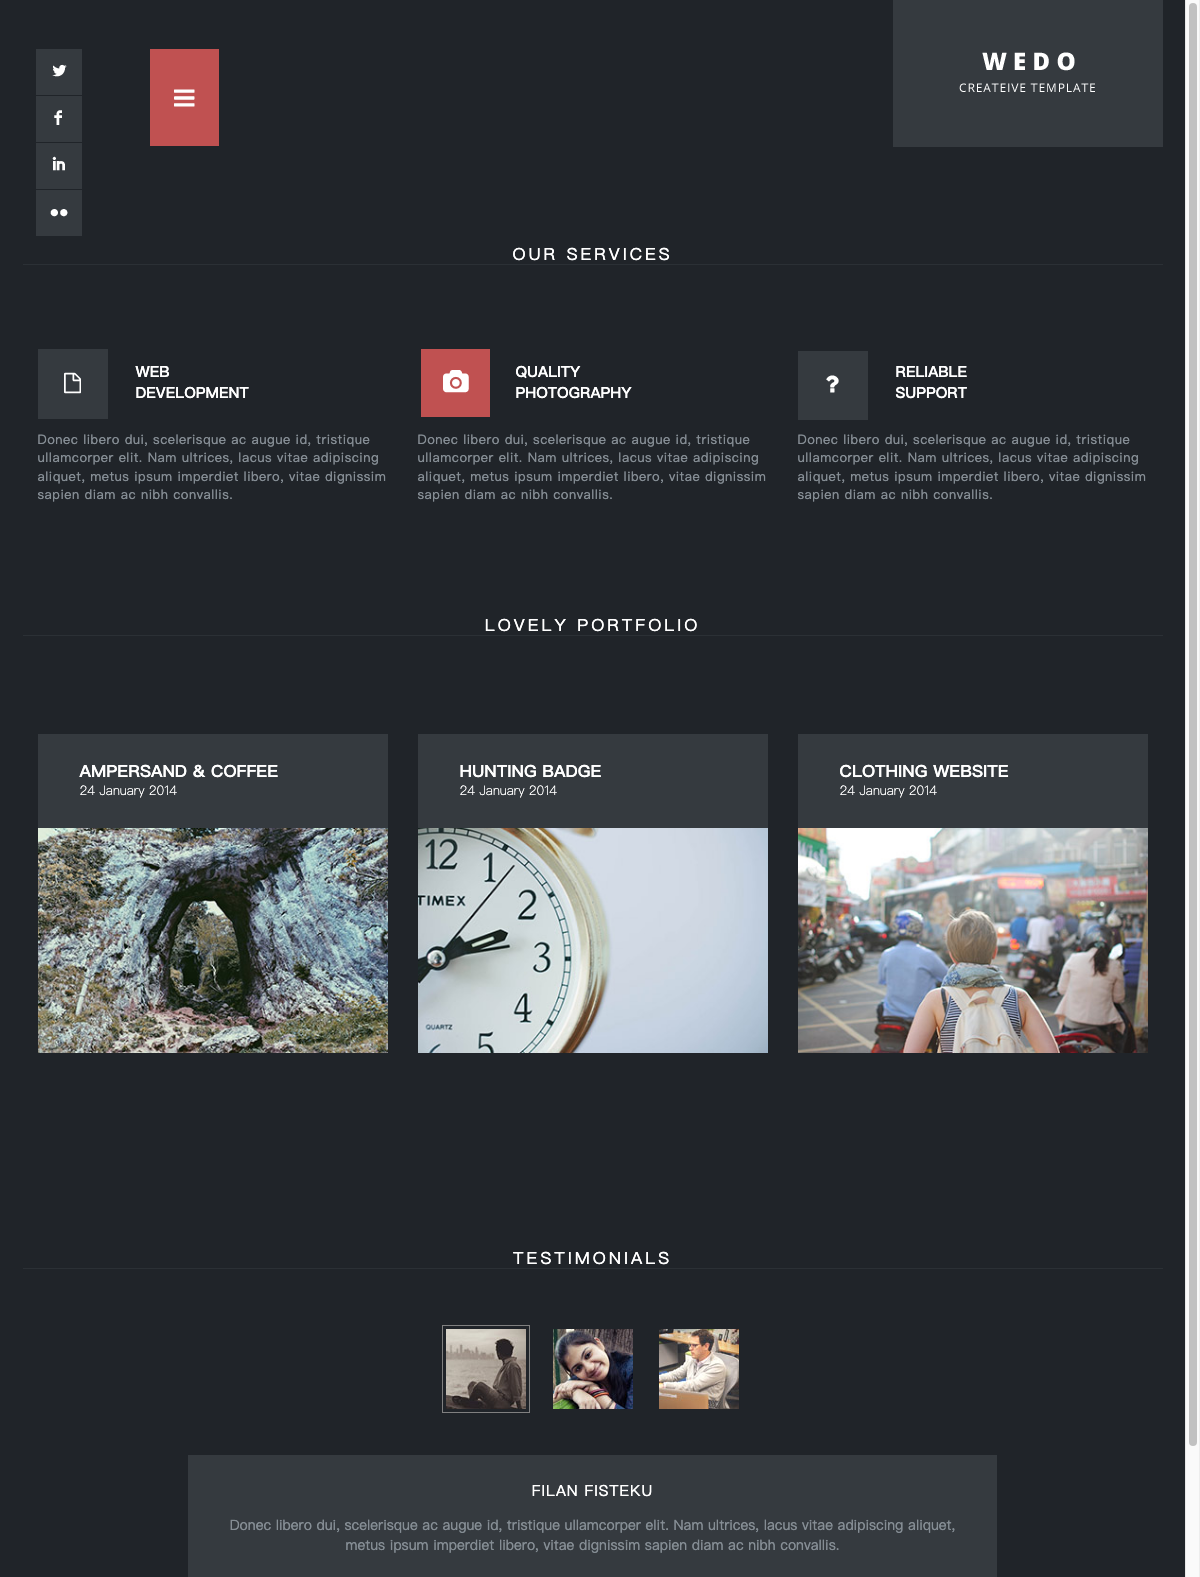 WEDO
CREATEIVE TEMPLATE
OUR SERVICES
WEB
DEVELOPMENT
Donec libero dui, scelerisque ac augue id, tristique
ullamcorper elit. Nam ultrices, lacus vitae adipiscing
aliquet, metus ipsum imperdiet libero, vitae dignissim
sapien diam ac nibh convallis.
QUALITY
PHOTOGRAPHY
Donec libero dui, scelerisque ac augue id, tristique
ullamcorper elit. Nam ultrices, lacus vitae adipiscing
aliquet, metus ipsum imperdiet libero, vitae dignissim
sapien diam ac nibh convallis.
RELIABLE
SUPPORT
Donec libero dui, scelerisque ac augue id, tristique
ullamcorper elit. Nam ultrices, lacus vitae adipiscing
aliquet, metus ipsum imperdiet libero, vitae dignissim
sapien diam ac nibh convallis.
LOVELY PORTFOLIO
AMPERSAND & COFFEE
24 January 2014
HUNTING BADGE
24 January 2014
12
1
TIMEX
2
3
4
QUARTZ
5
6
CLOTHING WEBSITE
24 January 2014
TESTIMONIALS
FILAN FISTEKU
Donec libero dui, scelerisque ac augue id, tristique ullamcorper elit. Nam ultrices, lacus vitae adipiscing aliquet,
metus ipsum imperdiet libero, vitae dignissim sapien diam ac nibh convallis.